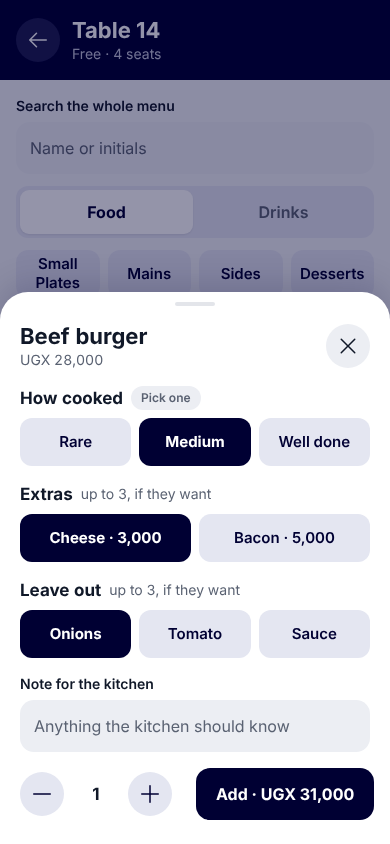 Table 14
Free · 4 seats
Search the whole menu
Name or initials
Food
Drinks
Small
Plates
Mains
Sides
Desserts
Beef burger
UGX 28,000
How cooked
Pick one
Rare
Medium
Well done
Extras
up to 3, if they want
Cheese · 3,000
Bacon · 5,000
Leave out
up to 3, if they want
Onions
Tomato
Sauce
Note for the kitchen
Anything the kitchen should know
1
Add · UGX 31,000